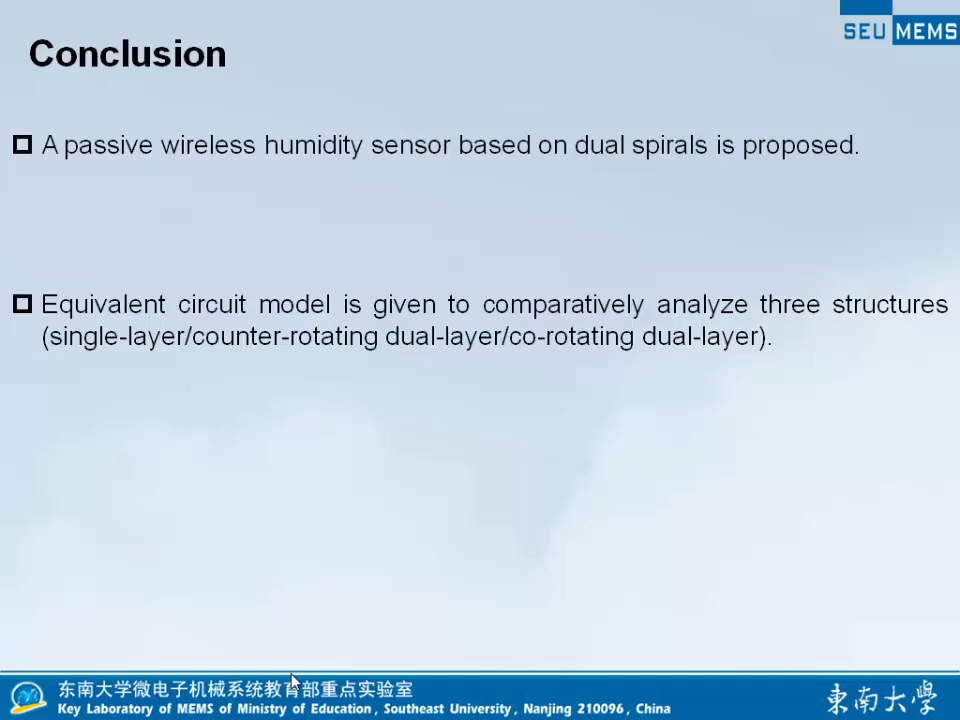 SEU MEMS
Conclusion
A passive wireless humidity sensor based on dual spirals is proposed.
Equivalent circuit model is given to comparatively analyze three structures
(single-layer/counter-rotating dual-layer/co-rotating dual-layer).
东南大学微电子机械系统教育部重点实验室
Key Laboratory of MEMS of Ministry of Education, Southeast University, Nanjing 210096, China
東南大學